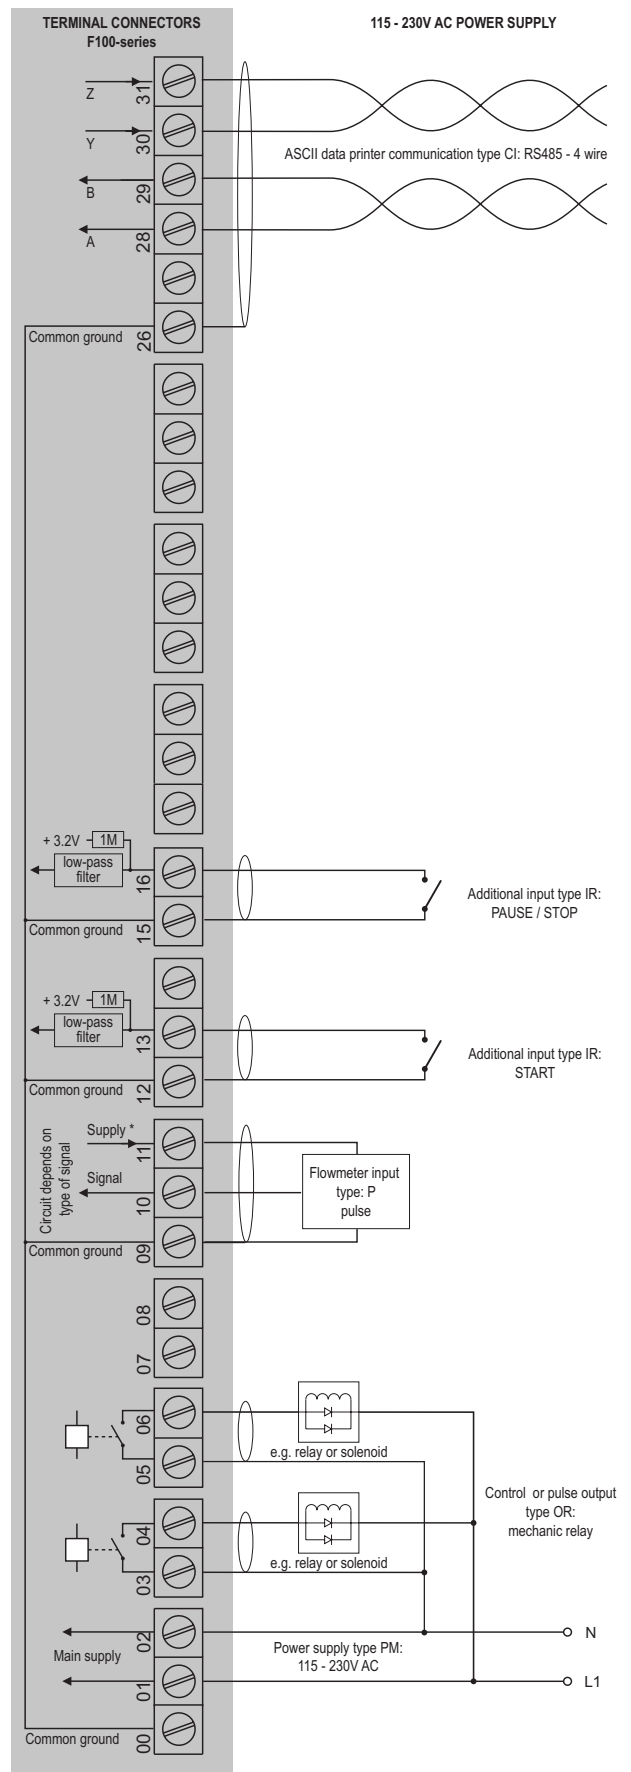 TERMINAL CONNECTORS
F100-series
115 - 230V AC POWER SUPPLY
Z
31
Y
30
ASCII data printer communication type CI: RS485 - 4 wire
B
29
A
28
Common ground
26
+ 3.2V
1M
low-pass
filter
16
Additional input type IR:
PAUSE / STOP
Common ground
15
+ 3.2V
1M
low-pass
filter
13
Additional input type IR:
START
Common ground
12
Circuit depends on
type of signal
Supply *
11
Signal
10
Flowmeter input
type: P
pulse
Common ground
09
08
07
06
e.g. relay or solenoid
05
Control or pulse output
type OR:
mechanic relay
04
e.g. relay or solenoid
03
02
N
Main supply
Power supply type PM:
115 - 230V AC
01
L1
Common ground
00